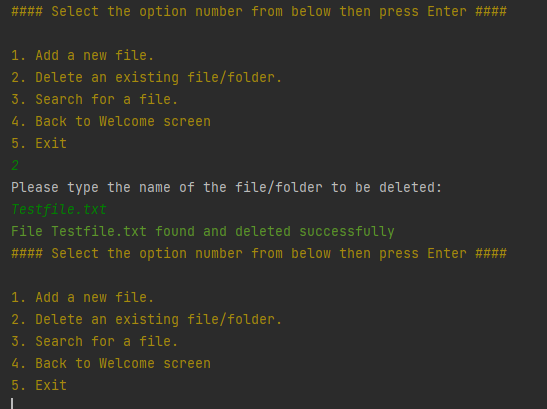 #### Select the option number from below then press Enter ####
1. Add a new file.
2. Delete an existing file/folder.
3. Search for a file.
4. Back to Welcome screen
5. Exit
2
Please type the name of the file/folder to be deleted:
Testfile.txt
File Testfile.txt found and deleted successfully
#### Select the option number from below then press Enter ####
1. Add a new file.
2. Delete an existing file/folder.
3. Search for a file.
4. Back to Welcome screen
5. Exit